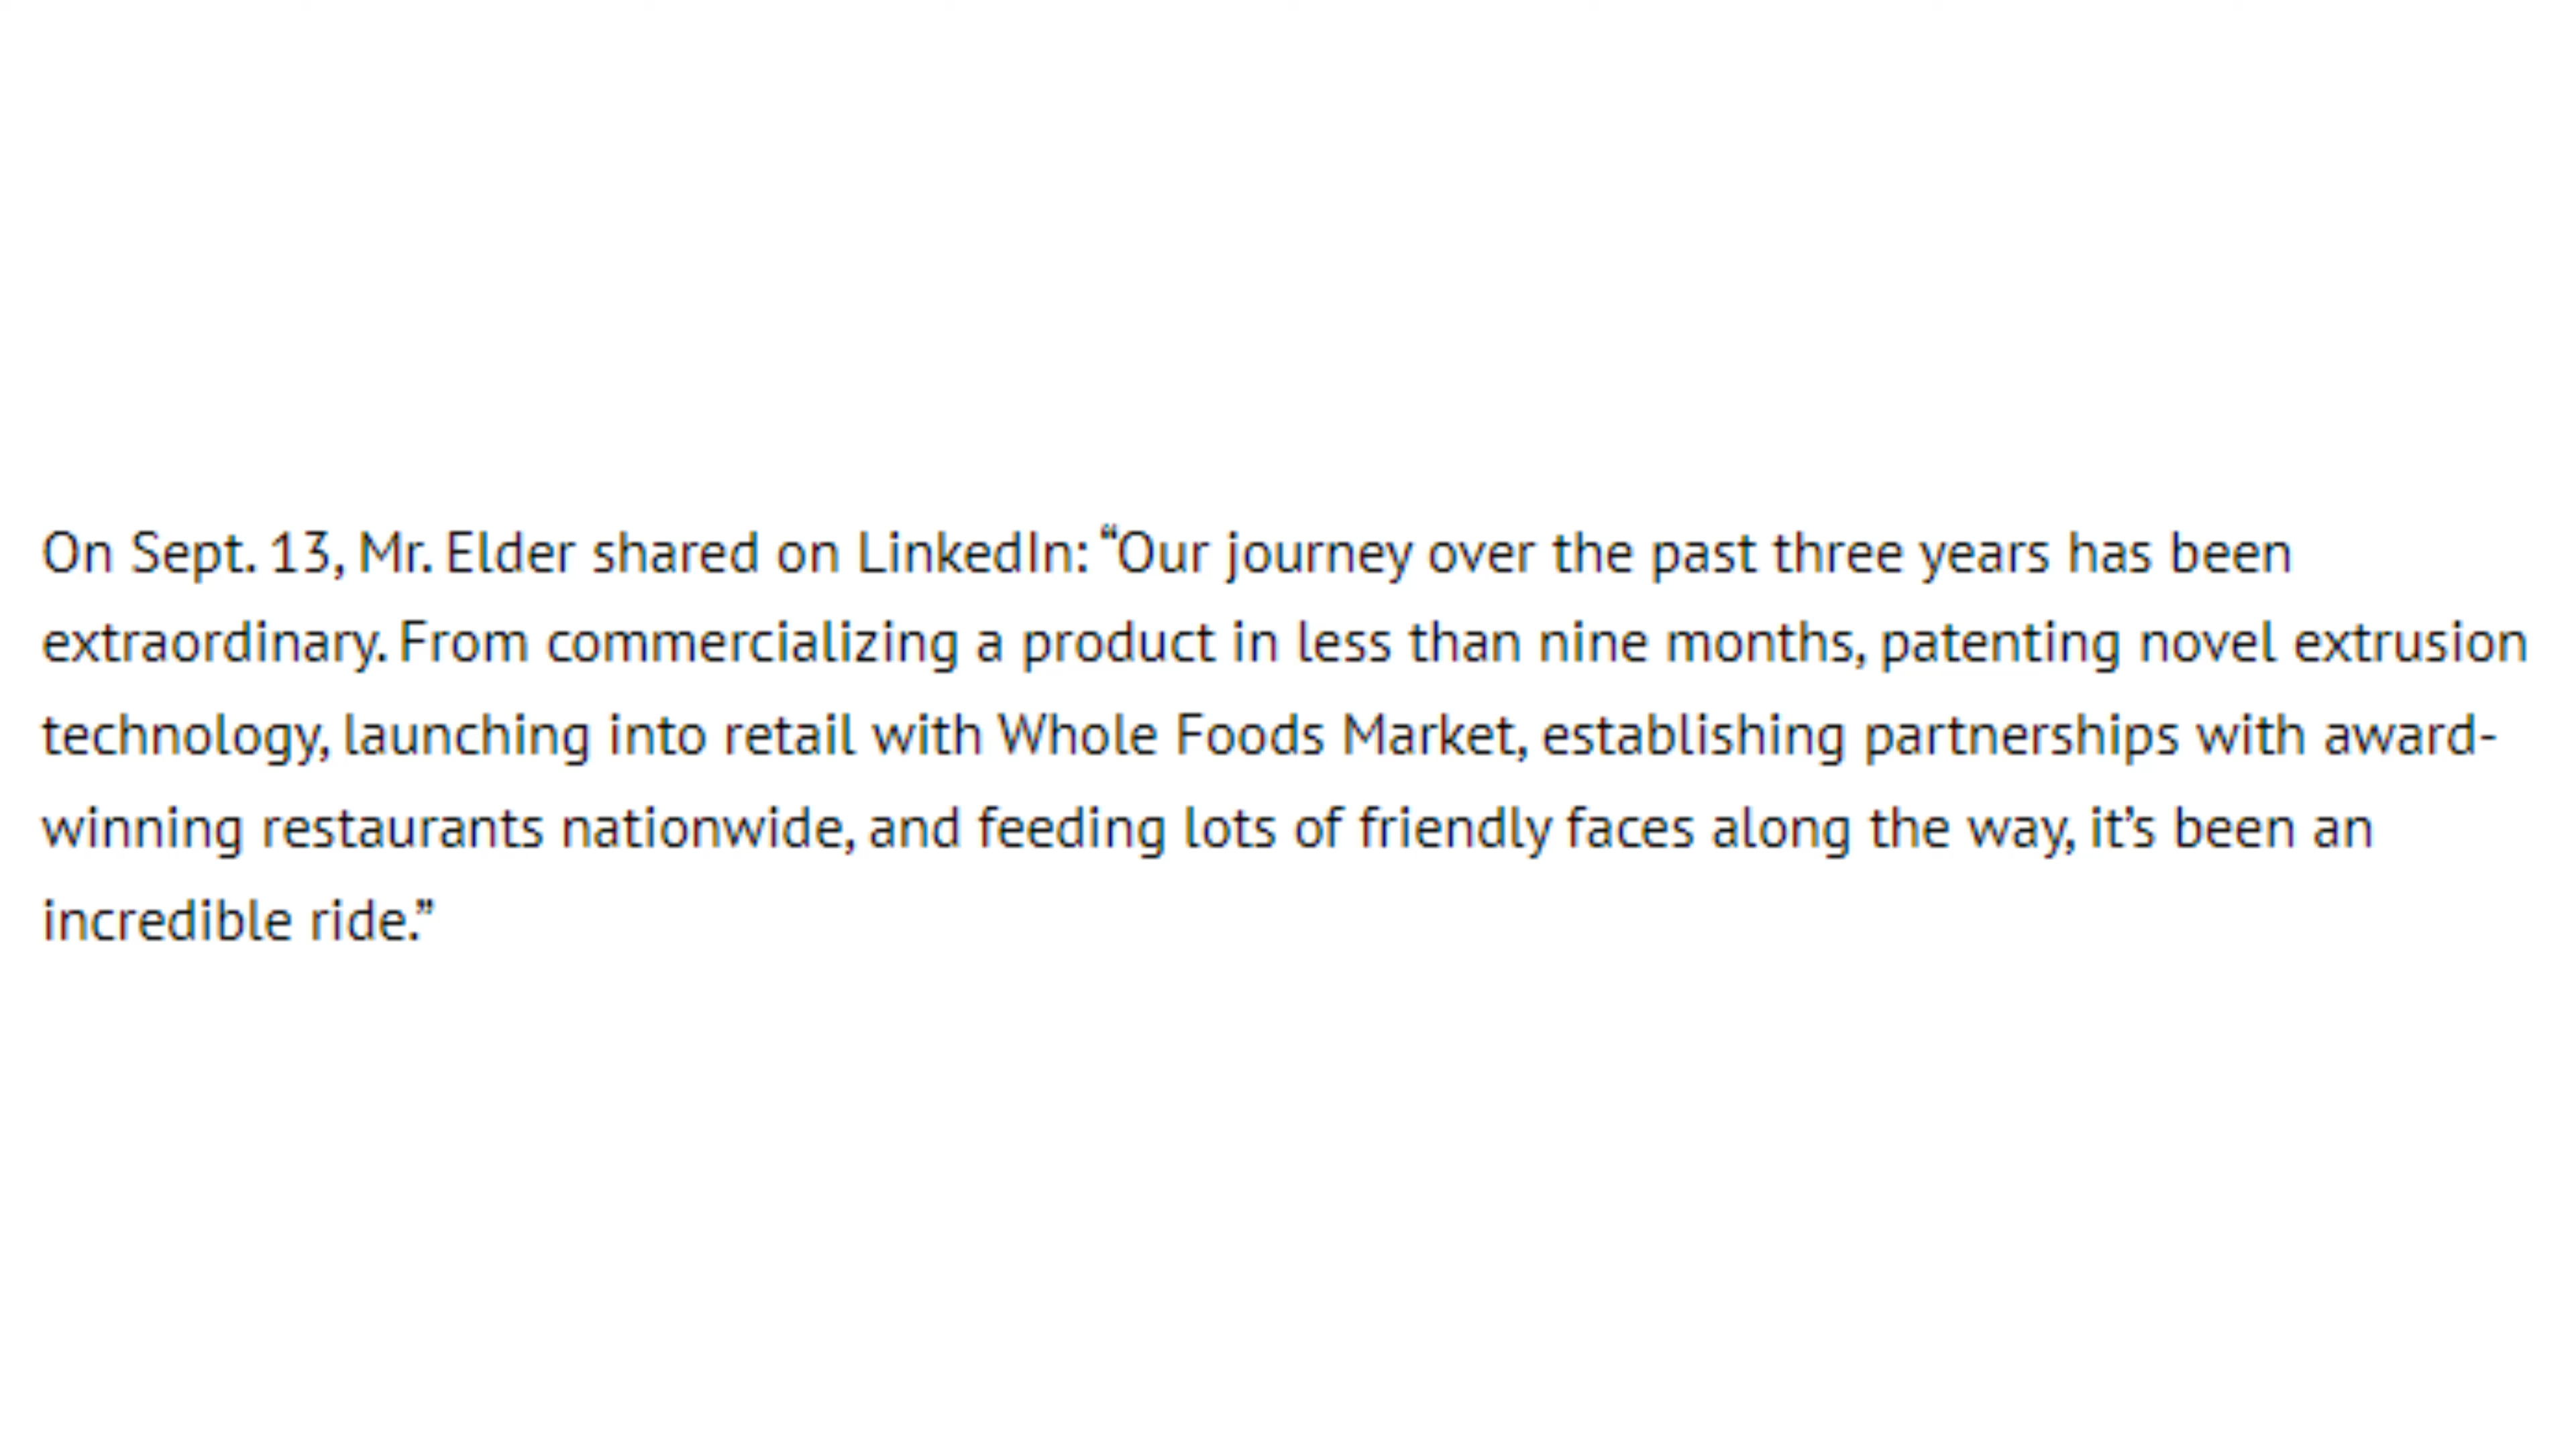 On Sept. 13, Mr. Elder shared on LinkedIn: “Our journey over the past three years has been
extraordinary. From commercializing a product in less than nine months, patenting novel extrusion
technology, launching into retail with Whole Foods Market, establishing partnerships with award-
winning restaurants nationwide, and feeding lots of friendly faces along the way, it’s been an
incredible ride.”